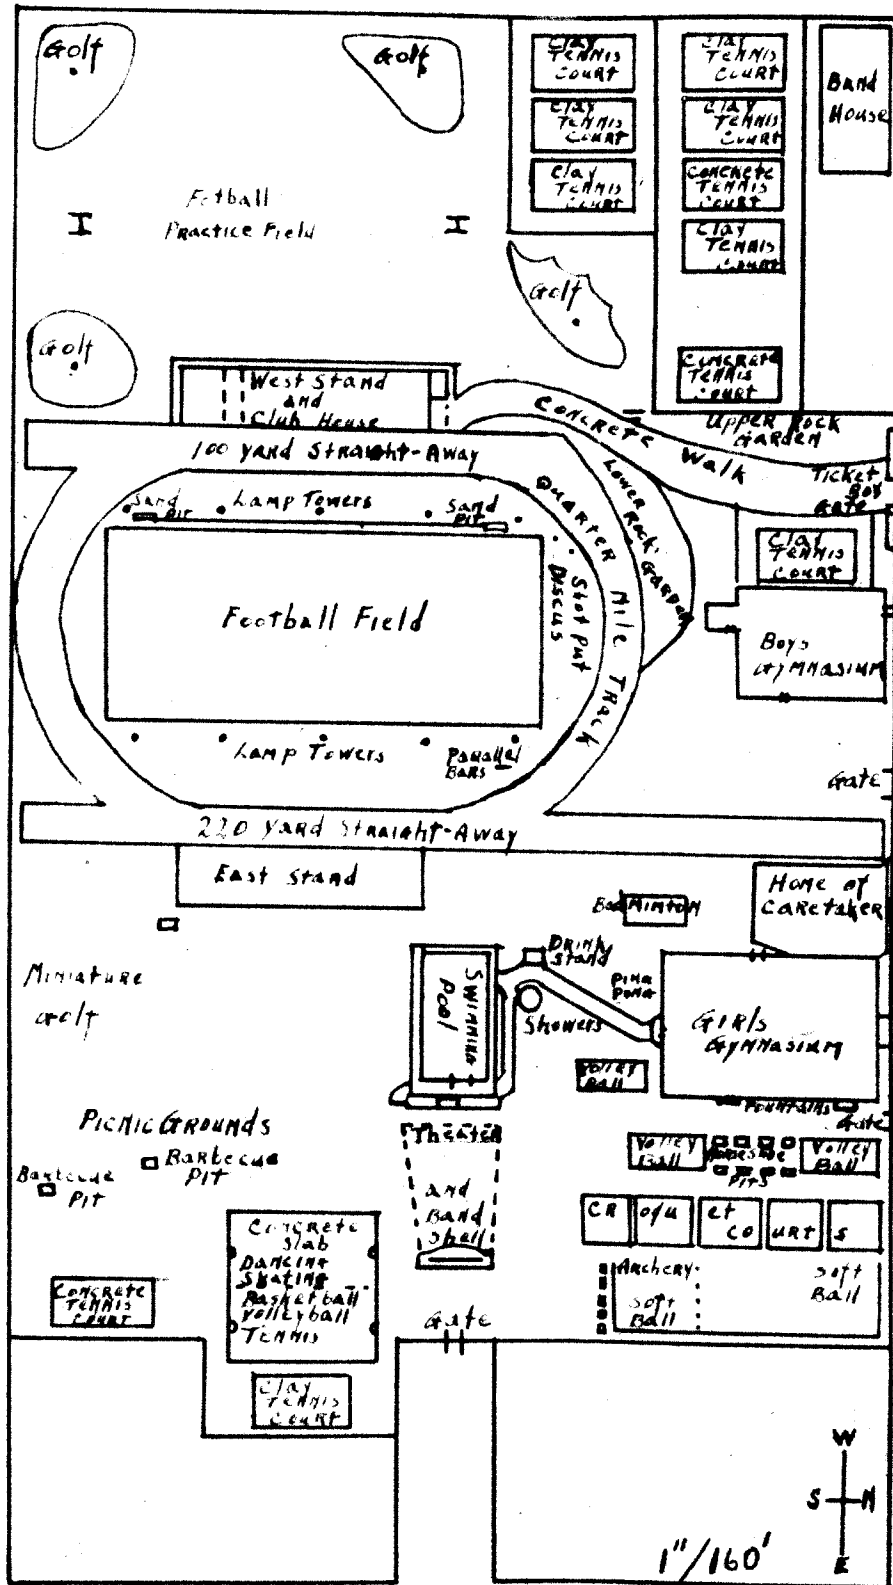 Golf
Golf
Clay
TENNIS
COURT
Clay
TENNIS
COURT
Band
House
Clay
TENNIS
COURT
Clay
TENNIS
COURT
Clay
TENNIS
COURT
CONCRETE
TENNIS
COURT
Clay
TENNIS
COURT
Football
Practice Field
Golf
Golf
CONCRETE
TENNIS
COURT
West Stand
and
Club House
CONCRETE
Walk
Upper Rock
GARDEN
Ticket
Box
Gate
100 yard Straight-Away
Lower Rock GARDEN
Sand
Pit
Lamp Towers
Sand
Pit
QUARTER Mile TRACK
Clay
TENNIS
COURT
Shot Put
Discus
Football Field
Boys
GYMNASIUM
Lamp Towers
Parallel
Bars
Gate
220 yard Straight-Away
East Stand
Home of
CARETAKER
BADMINTON
DRINK
STAND
PING
PONG
Miniature
Golf
Swimming
Pool
Showers
GIRLS
GYMNASIUM
VOLLEY
BALL
FOUNTAINS
Gate
PICNIC GROUNDS
Barbecue
Pit
Barbecue
Pit
Theater
and
Band
Shell
VOLLEY
BALL
HORSESHOE
PITS
VOLLEY
BALL
CROQUET COURTS
Concrete
Slab
DANCING
SKATING
Basketball
Volleyball
TENNIS
Archery
Soft
Ball
Soft
Ball
Concrete
TENNIS
COURT
Gate
Clay
TENNIS
COURT
W
S N
E
1"/160'